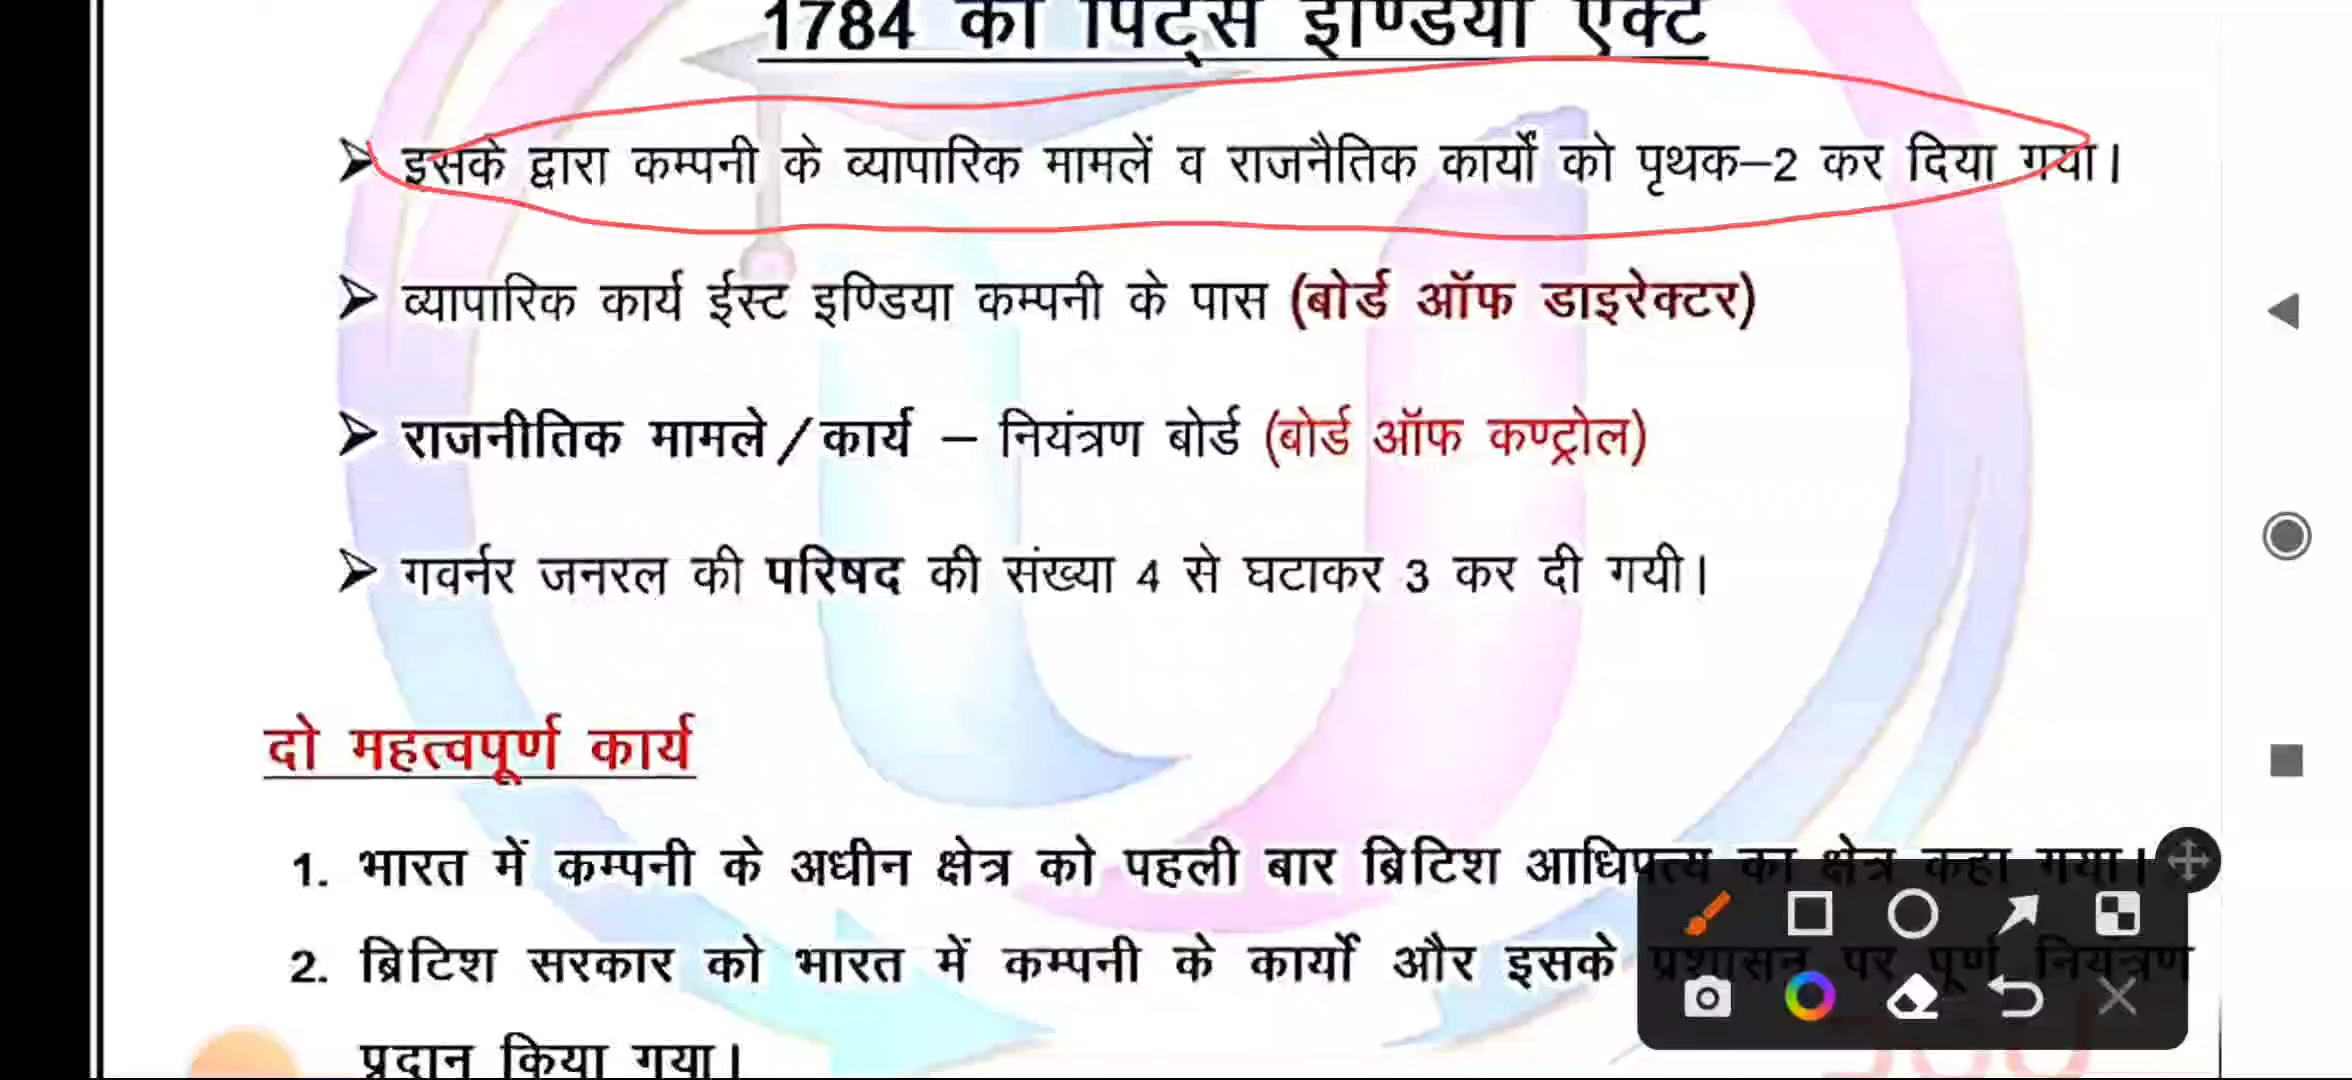 1784 का पिट्स इण्डिया एक्ट
➤ इसके द्वारा कम्पनी के व्यापारिक मामलें व राजनैतिक कार्यों को पृथक–2 कर दिया गया।
➤ व्यापारिक कार्य ईस्ट इण्डिया कम्पनी के पास (बोर्ड ऑफ डाइरेक्टर)
➤ राजनीतिक मामले/कार्य – नियंत्रण बोर्ड (बोर्ड ऑफ कण्ट्रोल)
➤ गवर्नर जनरल की परिषद की संख्या 4 से घटाकर 3 कर दी गयी।
दो महत्वपूर्ण कार्य
1. भारत में कम्पनी के अधीन क्षेत्र को पहली बार ब्रिटिश आधिपत्य का क्षेत्र कहा गया।
2. ब्रिटिश सरकार को भारत में कम्पनी के कार्यो और इसके प्रशासन पर पूर्ण नियंत्रण
प्रदान किया गया।